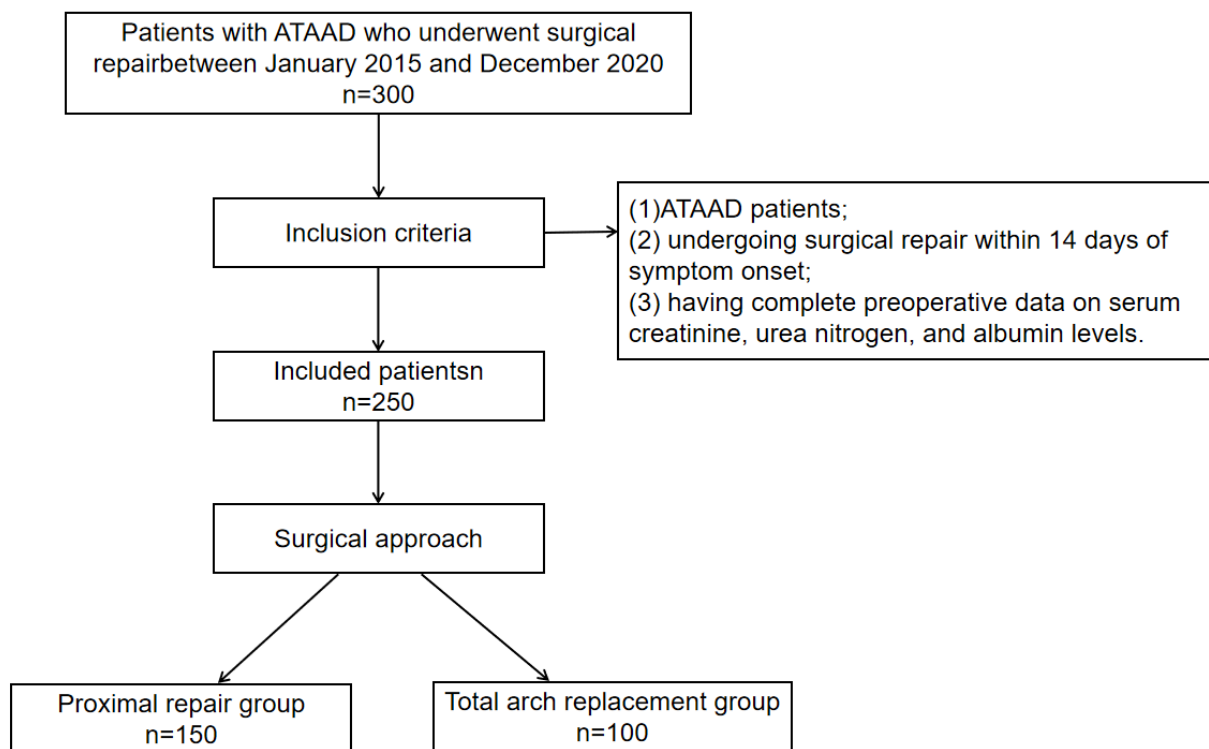 Patients with ATAAD who underwent surgical
repairbetween January 2015 and December 2020
n=300
Inclusion criteria
(1)ATAAD patients;
(2) undergoing surgical repair within 14 days of
symptom onset;
(3) having complete preoperative data on serum
creatinine, urea nitrogen, and albumin levels.
Included patientsn
n=250
Surgical approach
Proximal repair group
n=150
Total arch replacement group
n=100